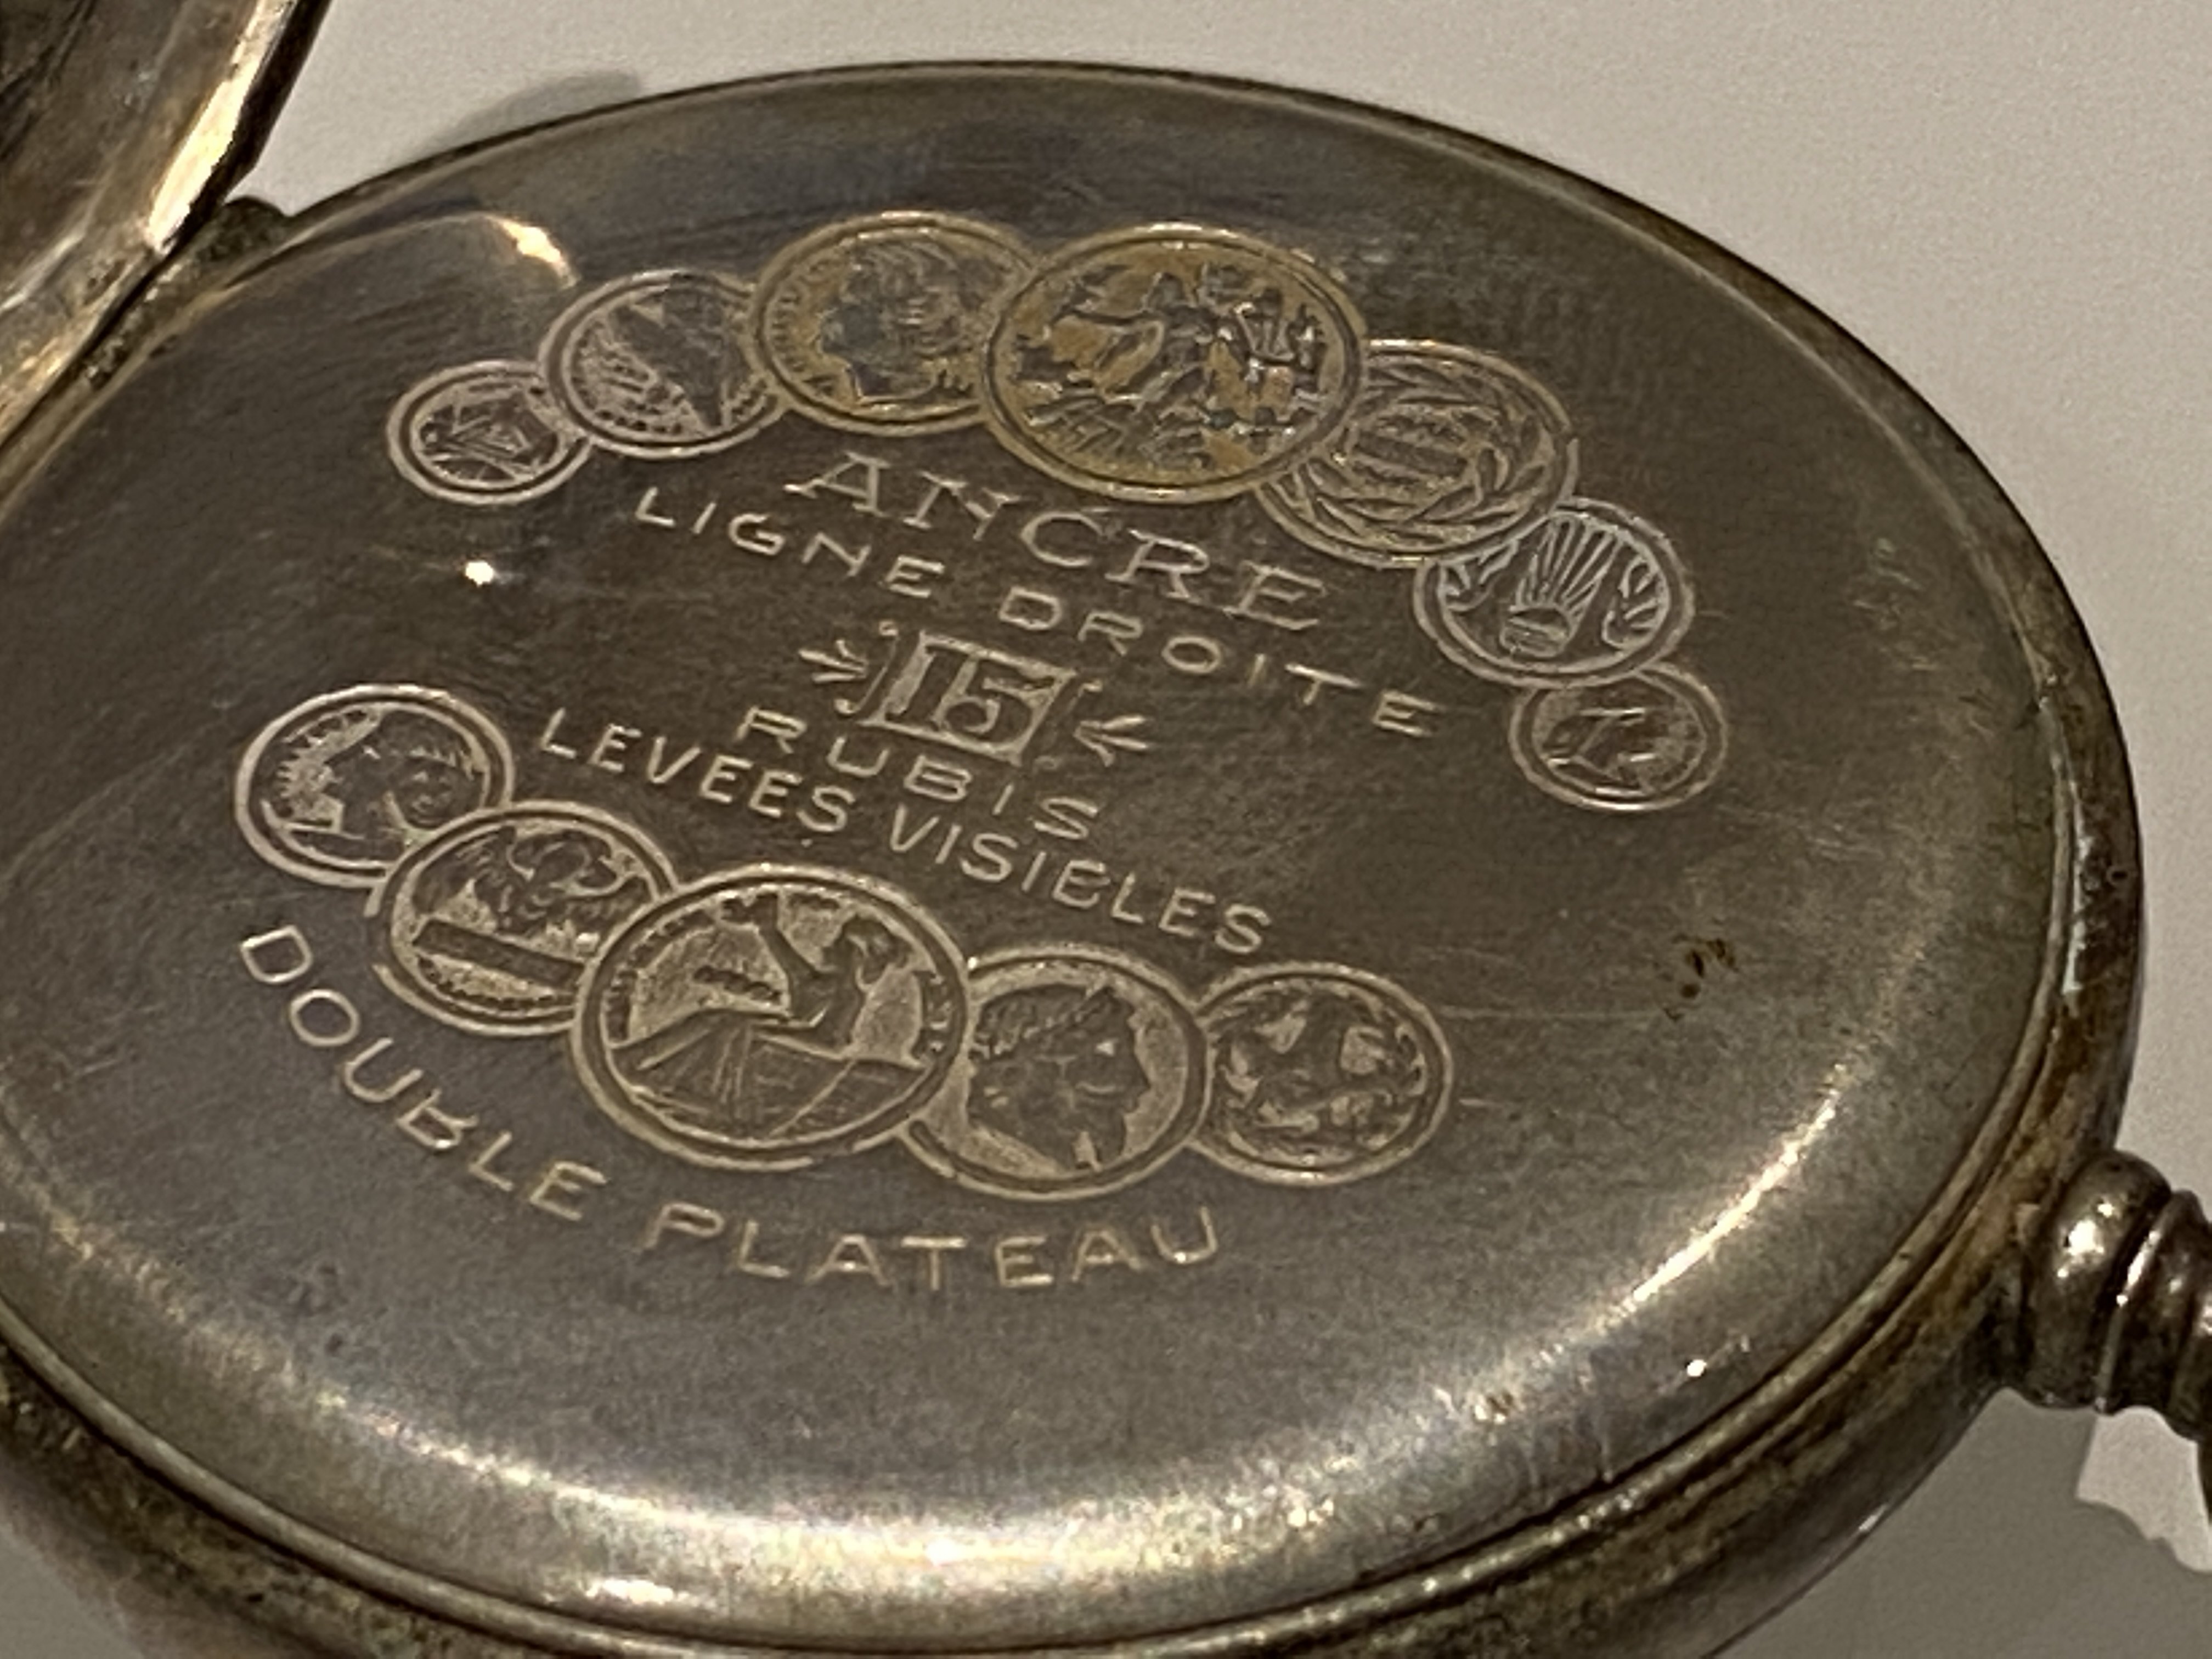 ANCRE
LIGNE DROITE
15
RUBIS
LEVEES VISIBLES
DOUBLE PLATEAU